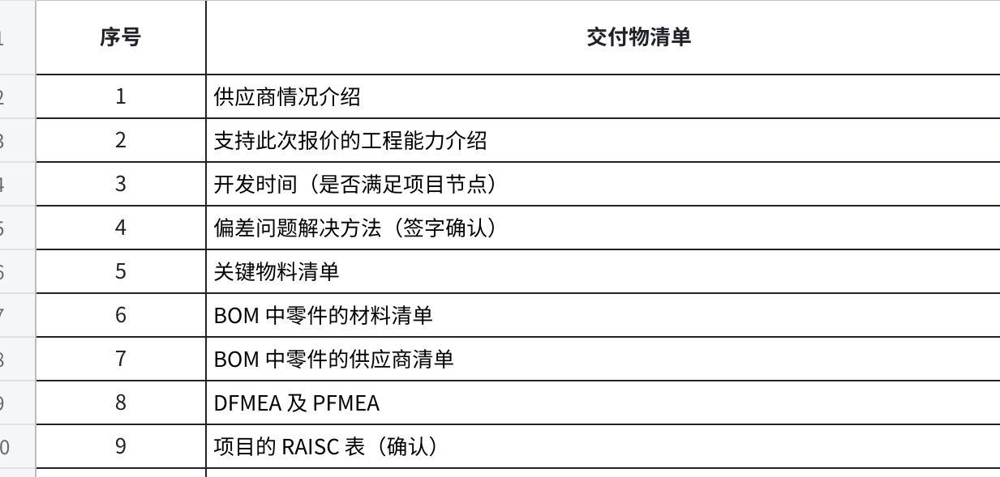 序号 交付物清单
1 供应商情况介绍
2 支持此次报价的工程能力介绍
3 开发时间（是否满足项目节点）
4 偏差问题解决方法（签字确认）
5 关键物料清单
6 BOM 中零件的材料清单
7 BOM 中零件的供应商清单
8 DFMEA 及 PFMEA
9 项目的 RAISC 表（确认）